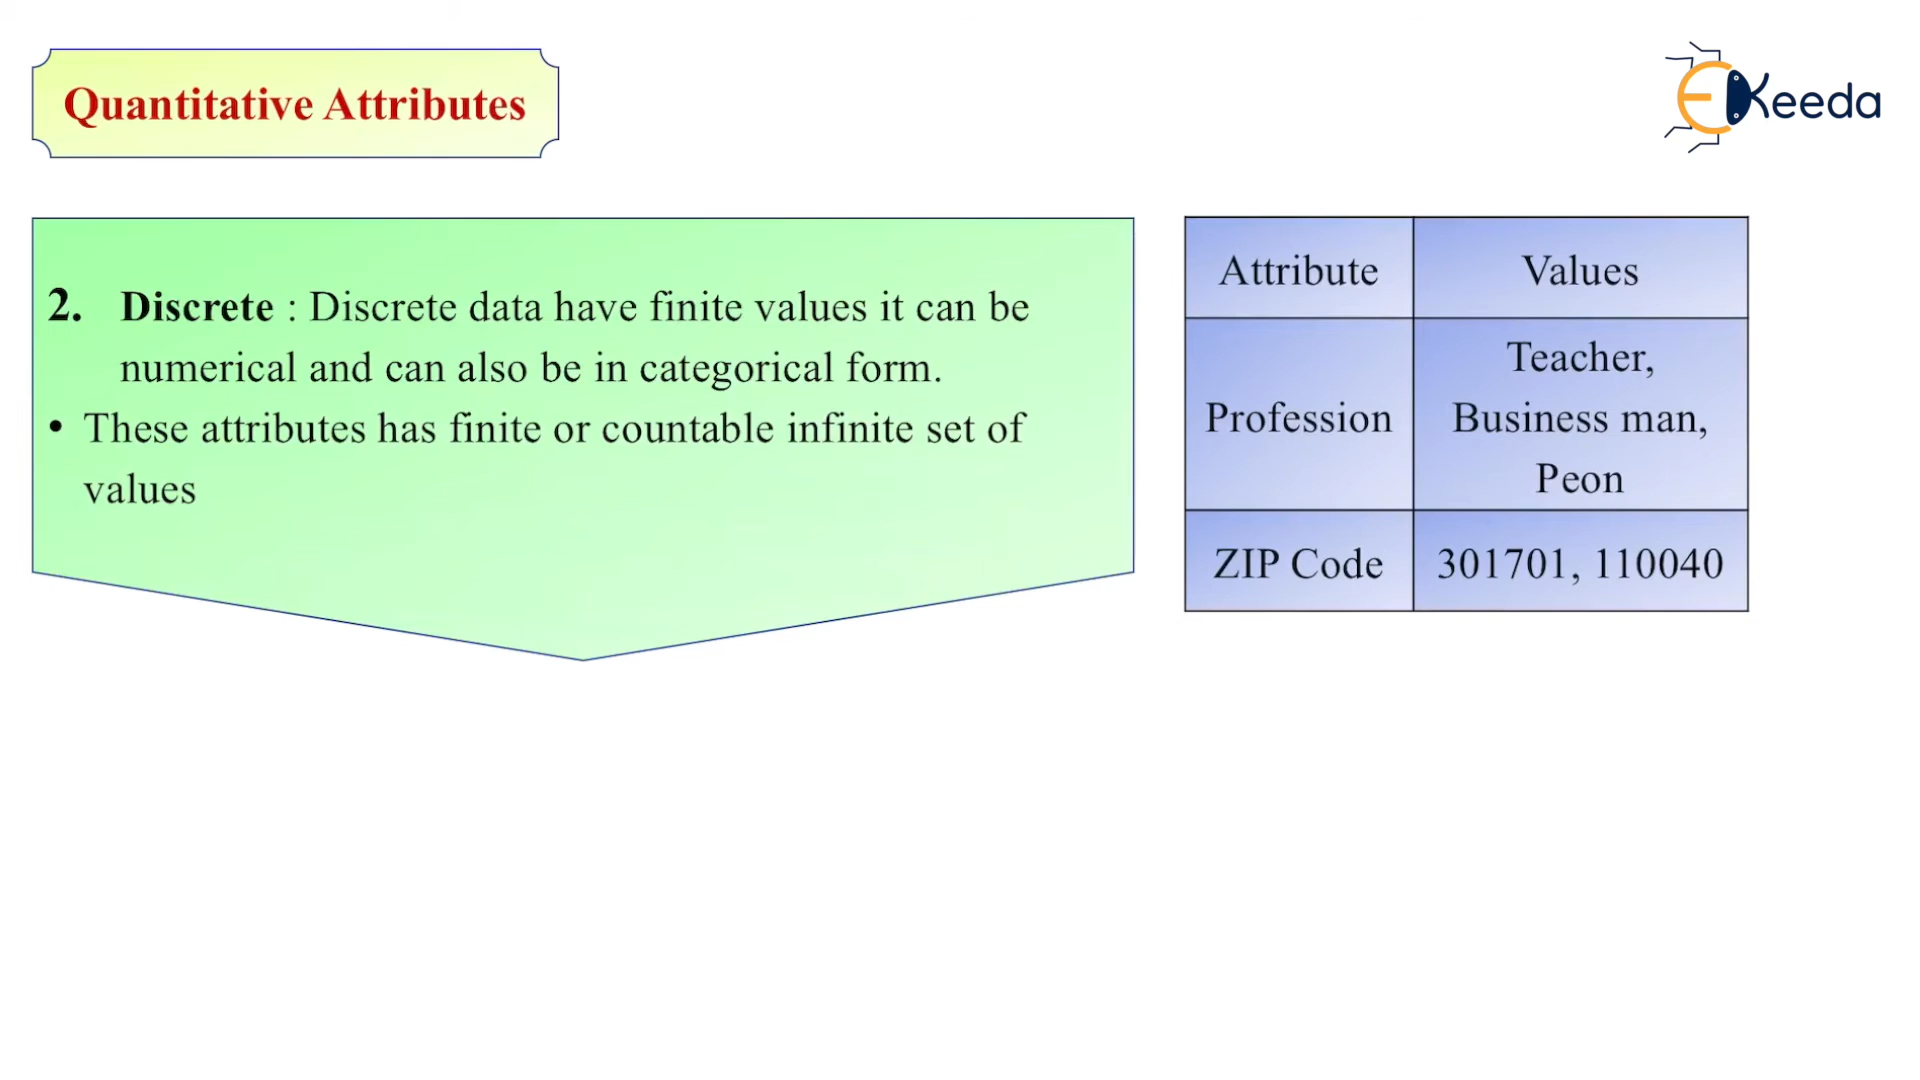 Quantitative Attributes
EKeeda
2. Discrete : Discrete data have finite values it can be
numerical and can also be in categorical form.
• These attributes has finite or countable infinite set of
values
Attribute Values
Profession Teacher,
Business man,
Peon
ZIP Code 301701, 110040